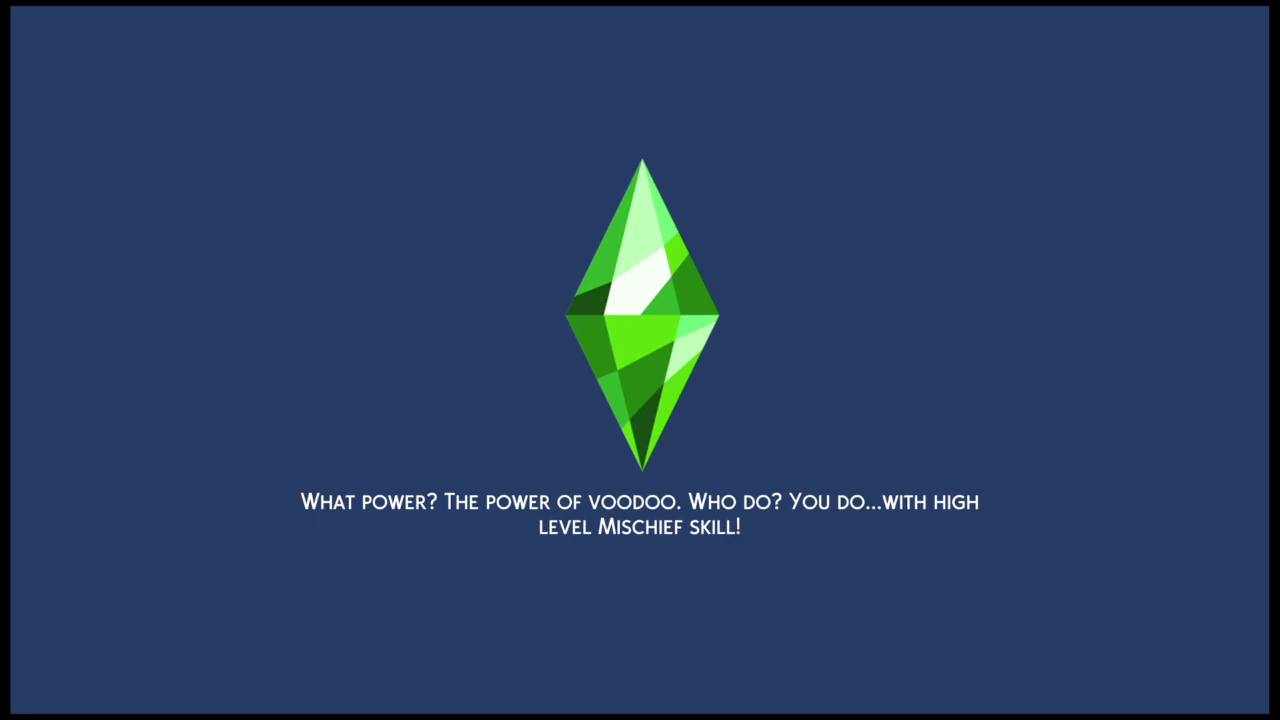 What power? The power of voodoo. Who do? You do...with high
level Mischief skill!